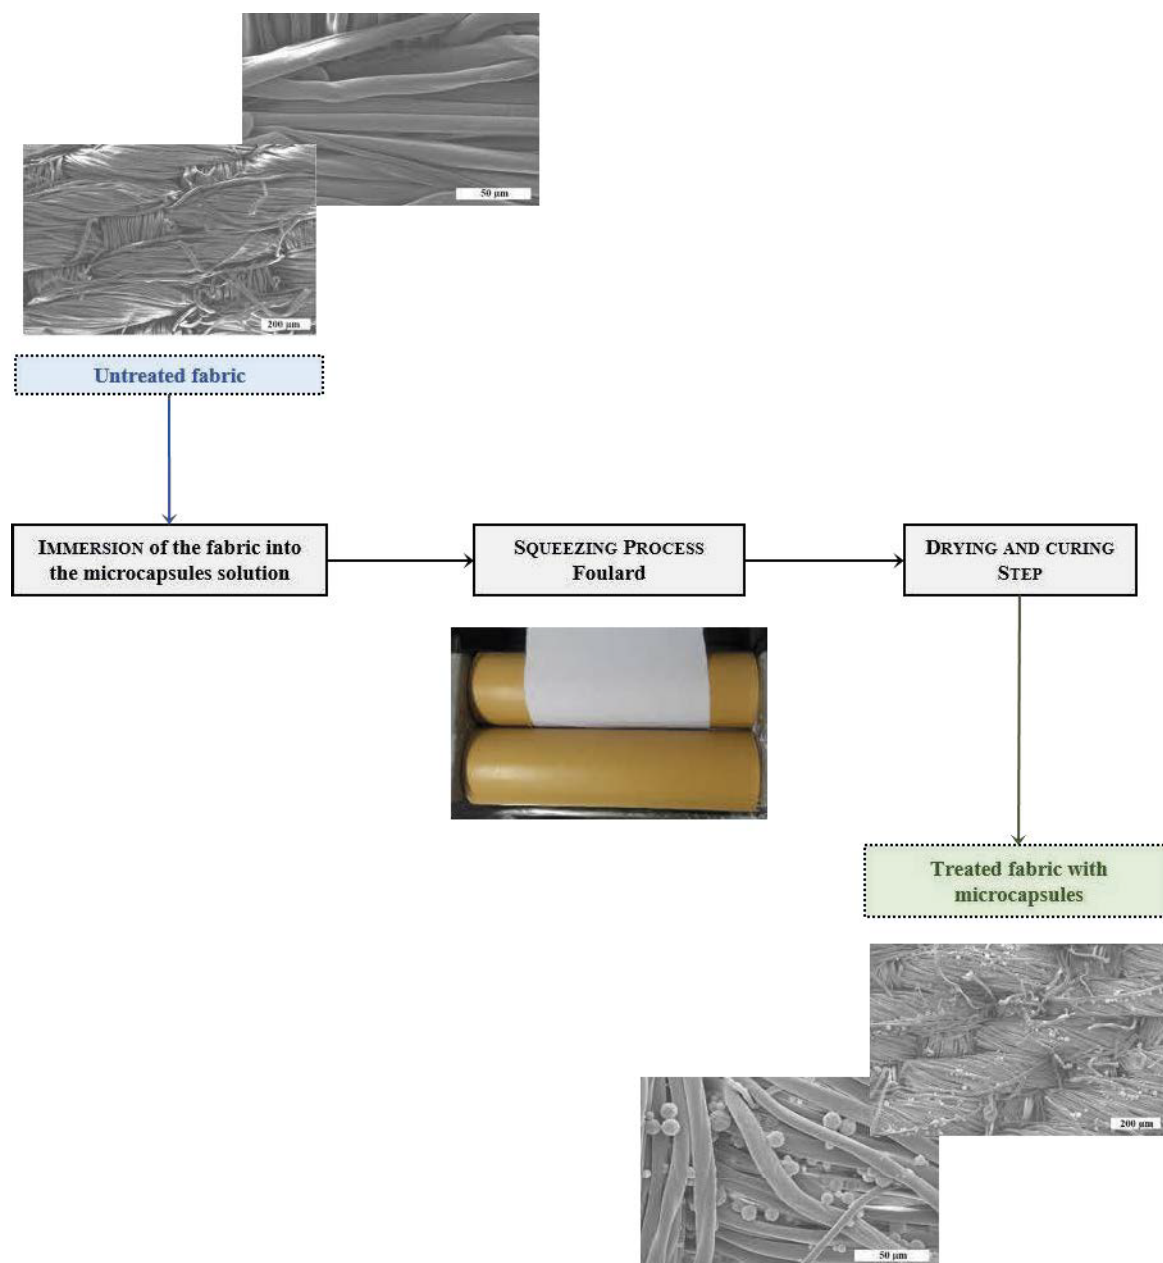 50 µm
200 µm
Untreated fabric
IMMERSION of the fabric into
the microcapsules solution
SQUEEZING PROCESS
Foulard
DRYING AND CURING
STEP
Treated fabric with
microcapsules
200 µm
50 µm